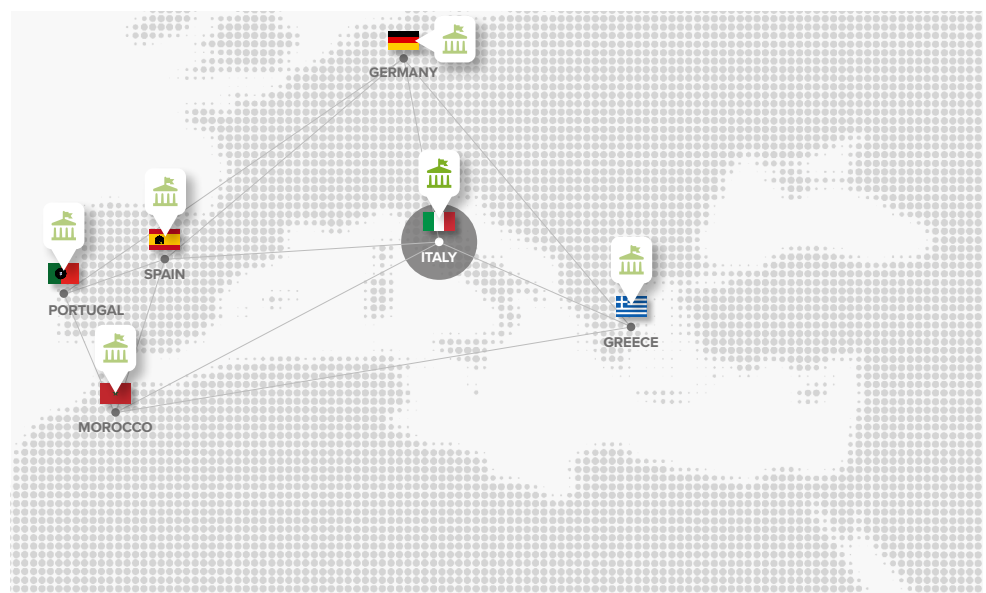 GERMANY
ITALY
SPAIN
PORTUGAL
GREECE
MOROCCO